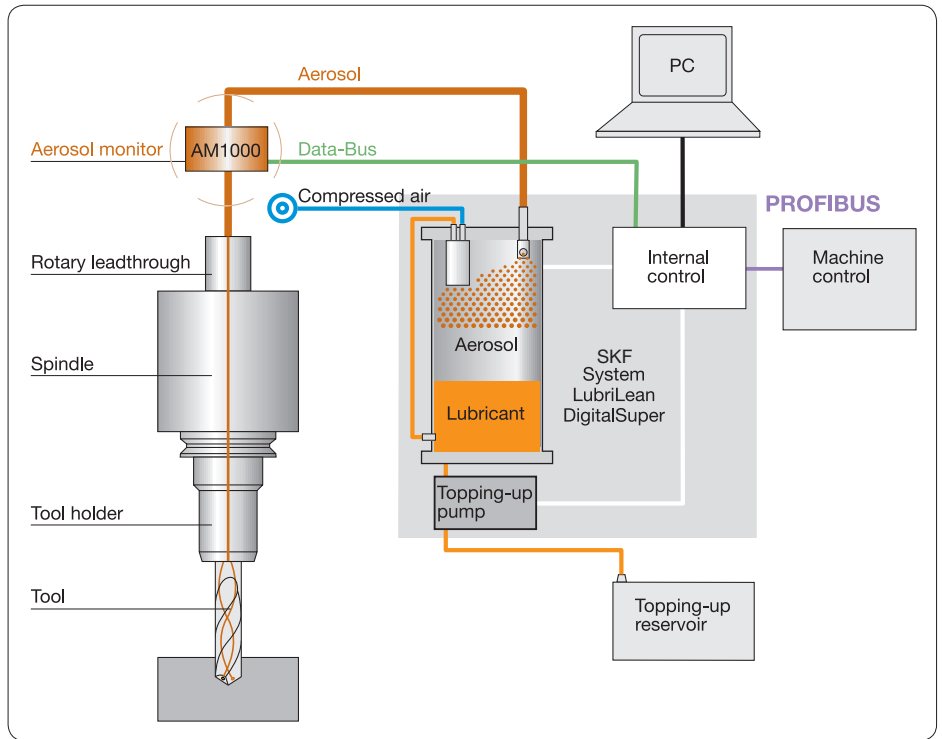 Aerosol
PC
Aerosol monitor
AM1000
Data-Bus
Compressed air
PROFIBUS
Rotary leadthrough
Internal
control
Machine
control
Aerosol
Spindle
SKF
System
LubriLean
DigitalSuper
Lubricant
Topping-up
pump
Tool holder
Tool
Topping-up
reservoir